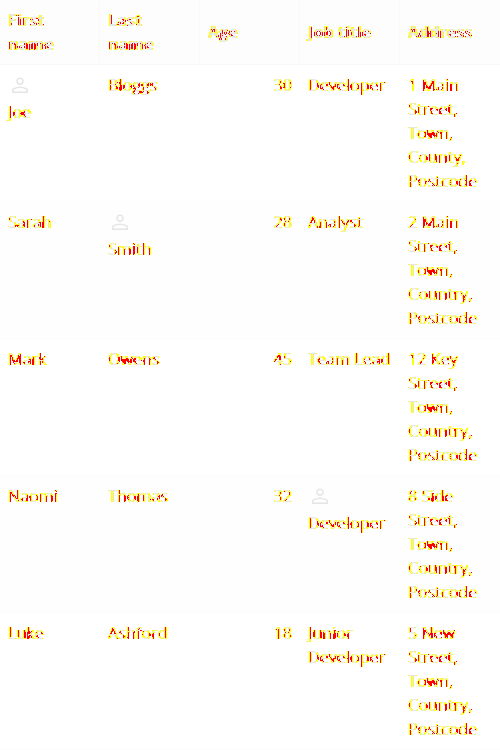 First name
Last name
Age
Job title
Address
Joe
Bloggs
30
Developer
1 Main
Street,
Town,
County,
Postcode
Sarah
Smith
28
Analyst
2 Main
Street,
Town,
Country,
Postcode
Mark
Owens
45
Team Lead
12 Key
Street,
Town,
Country,
Postcode
Naomi
Thomas
32
Developer
8 Side
Street,
Town,
Country,
Postcode
Luke
Ashford
18
Junior
Developer
5 New
Street,
Town,
Country,
Postcode